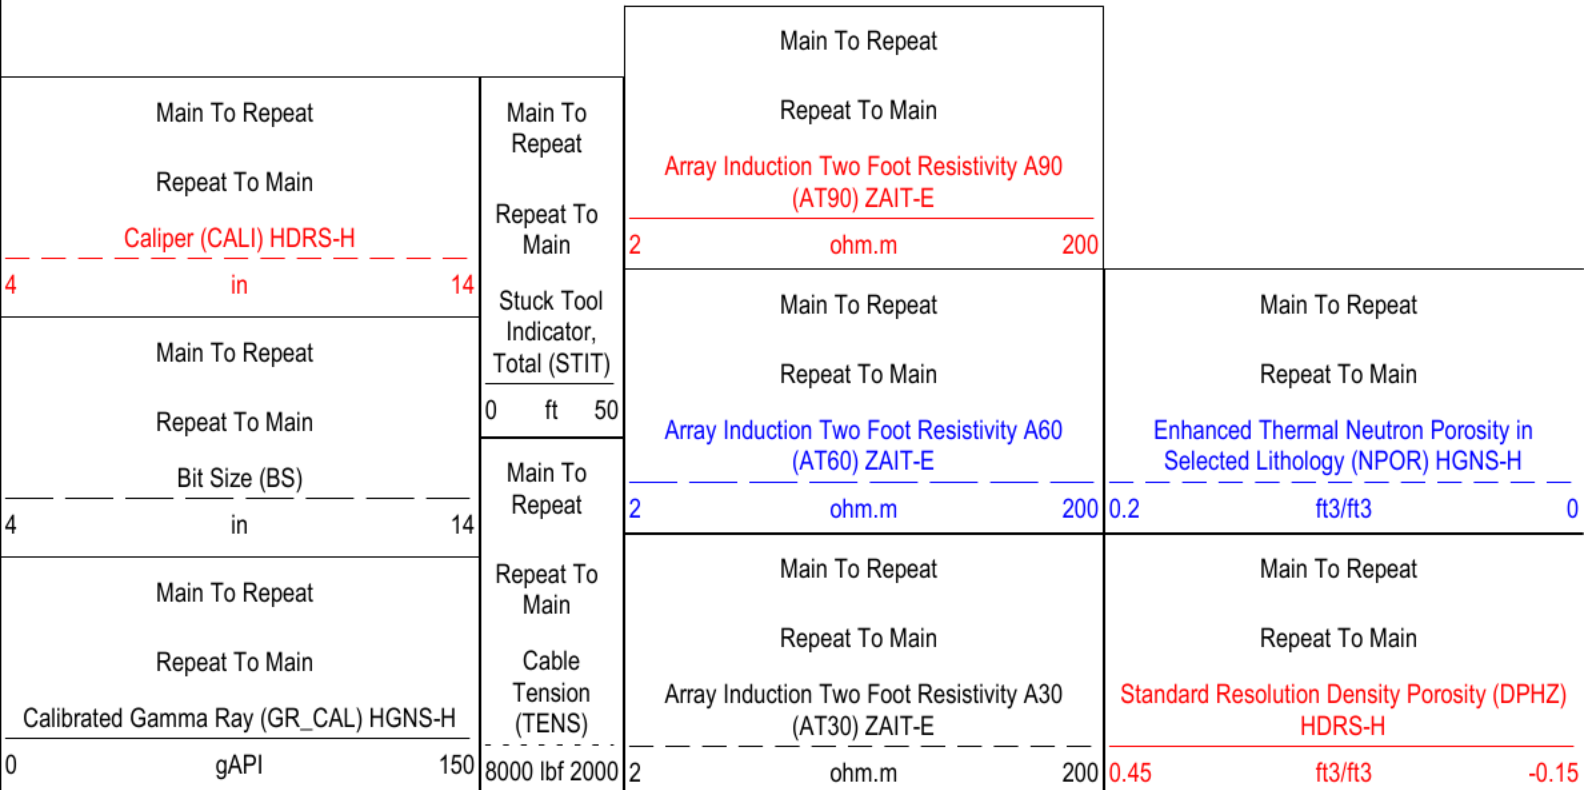 Main To Repeat
Repeat To Main
Caliper (CALI) HDRS-H
4 in 14
Main To Repeat
Repeat To Main
Bit Size (BS)
4 in 14
Main To Repeat
Repeat To Main
Calibrated Gamma Ray (GR_CAL) HGNS-H
0 gAPI 150
Main To
Repeat
Repeat To
Main
Stuck Tool
Indicator,
Total (STIT)
0 ft 50
Main To
Repeat
Repeat To
Main
Cable
Tension
(TENS)
8000 lbf 2000
Main To Repeat
Repeat To Main
Array Induction Two Foot Resistivity A90
(AT90) ZAIT-E
2 ohm.m 200
Main To Repeat
Repeat To Main
Array Induction Two Foot Resistivity A60
(AT60) ZAIT-E
2 ohm.m 200
Main To Repeat
Repeat To Main
Array Induction Two Foot Resistivity A30
(AT30) ZAIT-E
2 ohm.m 200
Main To Repeat
Repeat To Main
Enhanced Thermal Neutron Porosity in
Selected Lithology (NPOR) HGNS-H
0.2 ft3/ft3 0
Main To Repeat
Repeat To Main
Standard Resolution Density Porosity (DPHZ)
HDRS-H
0.45 ft3/ft3 -0.15